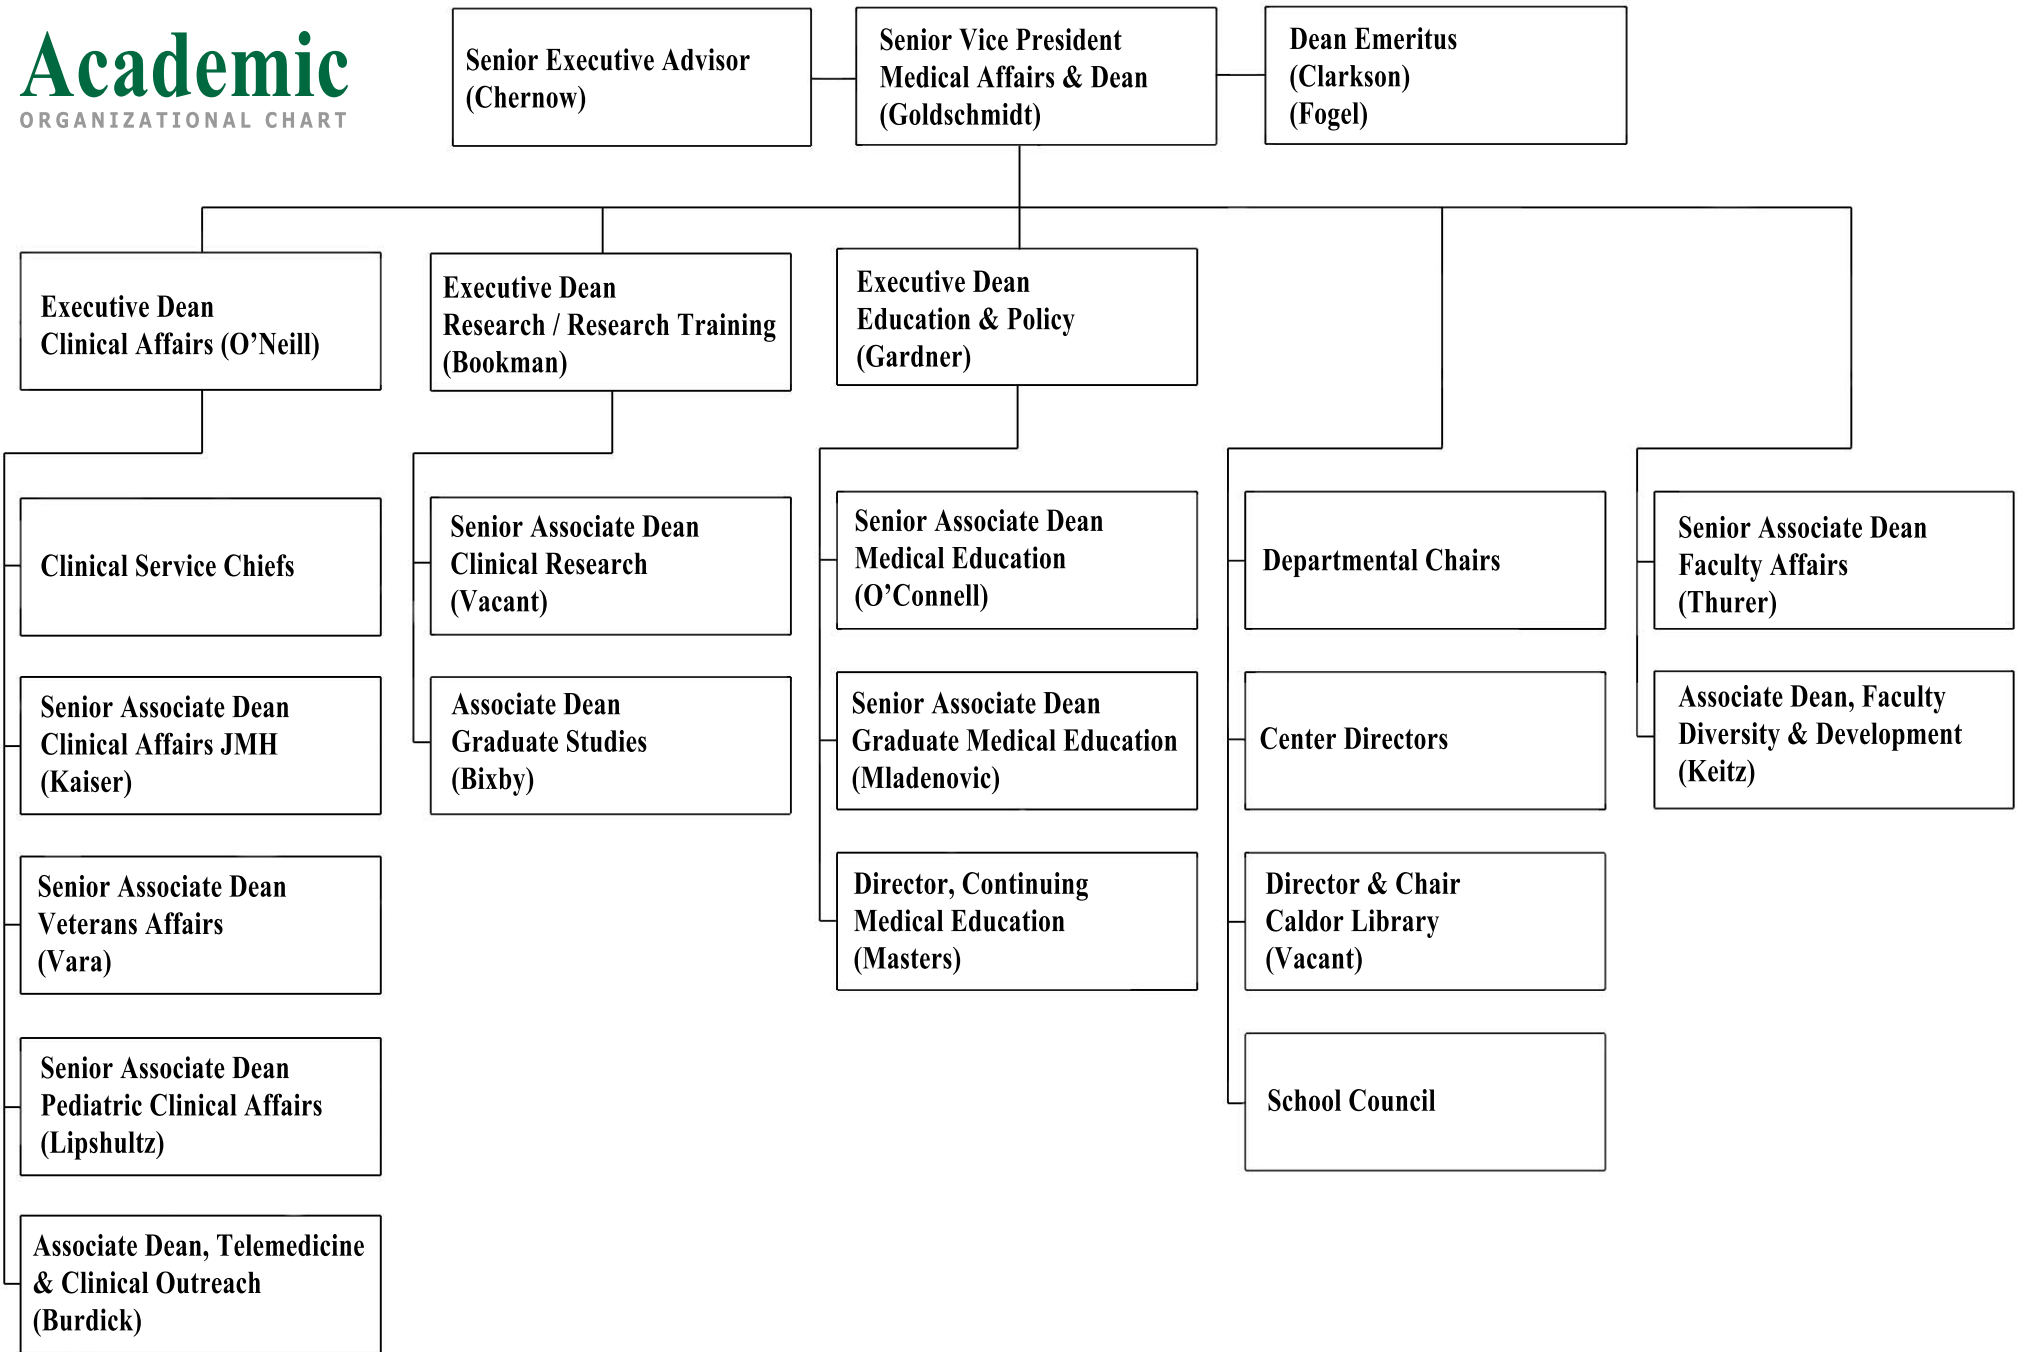 Academic
ORGANIZATIONAL CHART
Senior Executive Advisor
(Chernow)
Senior Vice President
Medical Affairs & Dean
(Goldschmidt)
Dean Emeritus
(Clarkson)
(Fogel)
Executive Dean
Clinical Affairs (O’Neill)
Executive Dean
Research / Research Training
(Bookman)
Executive Dean
Education & Policy
(Gardner)
Clinical Service Chiefs
Senior Associate Dean
Clinical Affairs JMH
(Kaiser)
Senior Associate Dean
Veterans Affairs
(Vara)
Senior Associate Dean
Pediatric Clinical Affairs
(Lipshultz)
Associate Dean, Telemedicine
& Clinical Outreach
(Burdick)
Senior Associate Dean
Clinical Research
(Vacant)
Associate Dean
Graduate Studies
(Bixby)
Senior Associate Dean
Medical Education
(O’Connell)
Senior Associate Dean
Graduate Medical Education
(Mladenovic)
Director, Continuing
Medical Education
(Masters)
Departmental Chairs
Center Directors
Director & Chair
Caldor Library
(Vacant)
School Council
Senior Associate Dean
Faculty Affairs
(Thurer)
Associate Dean, Faculty
Diversity & Development
(Keitz)